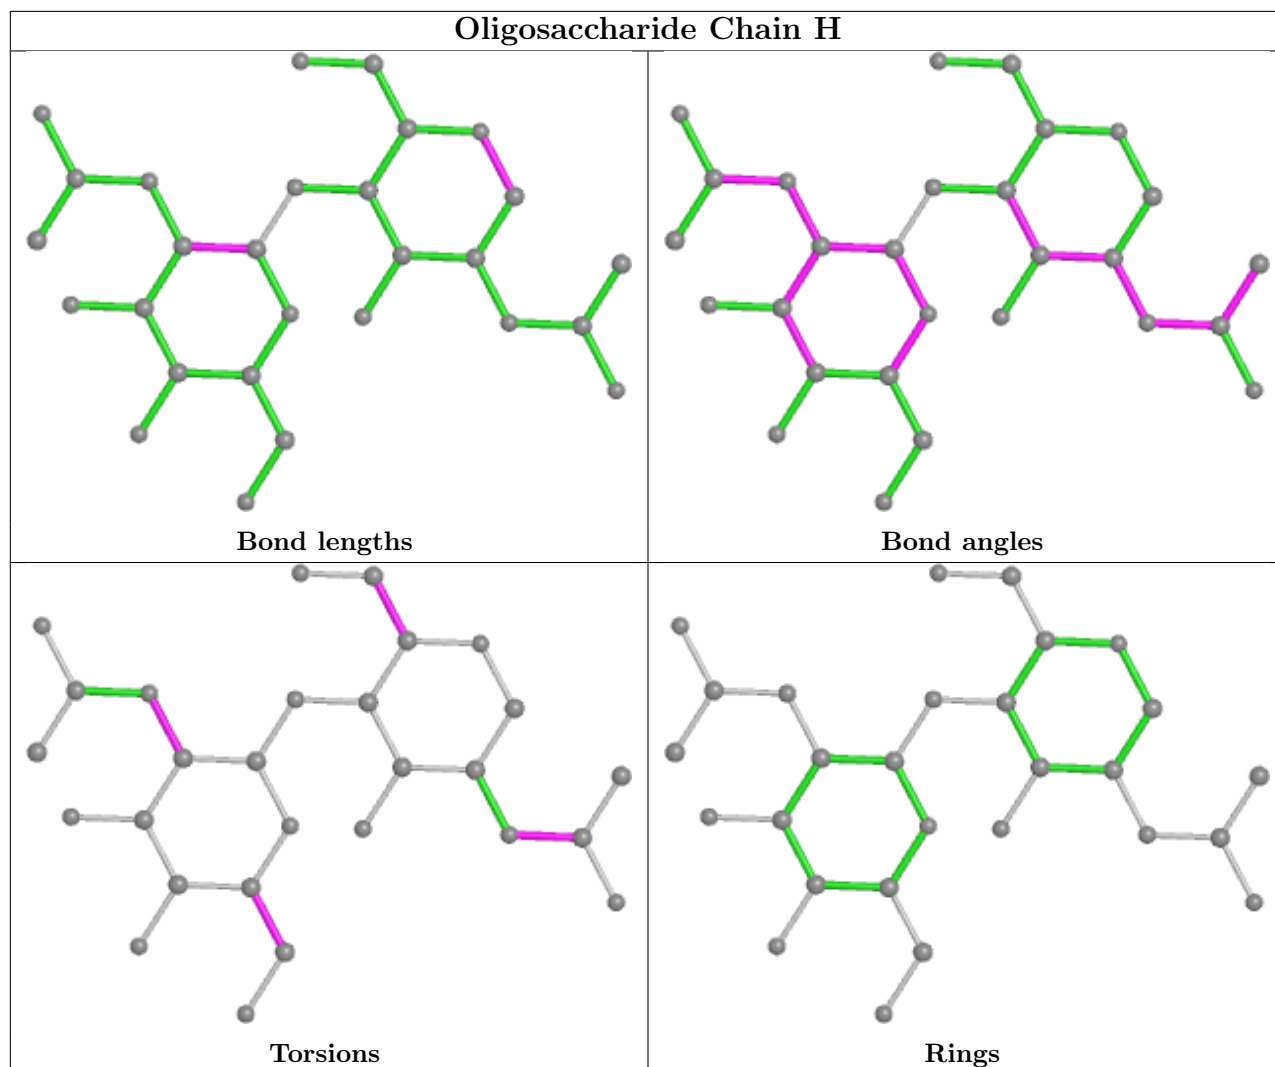 Oligosaccharide Chain H
Bond lengths
Bond angles
Torsions
Rings